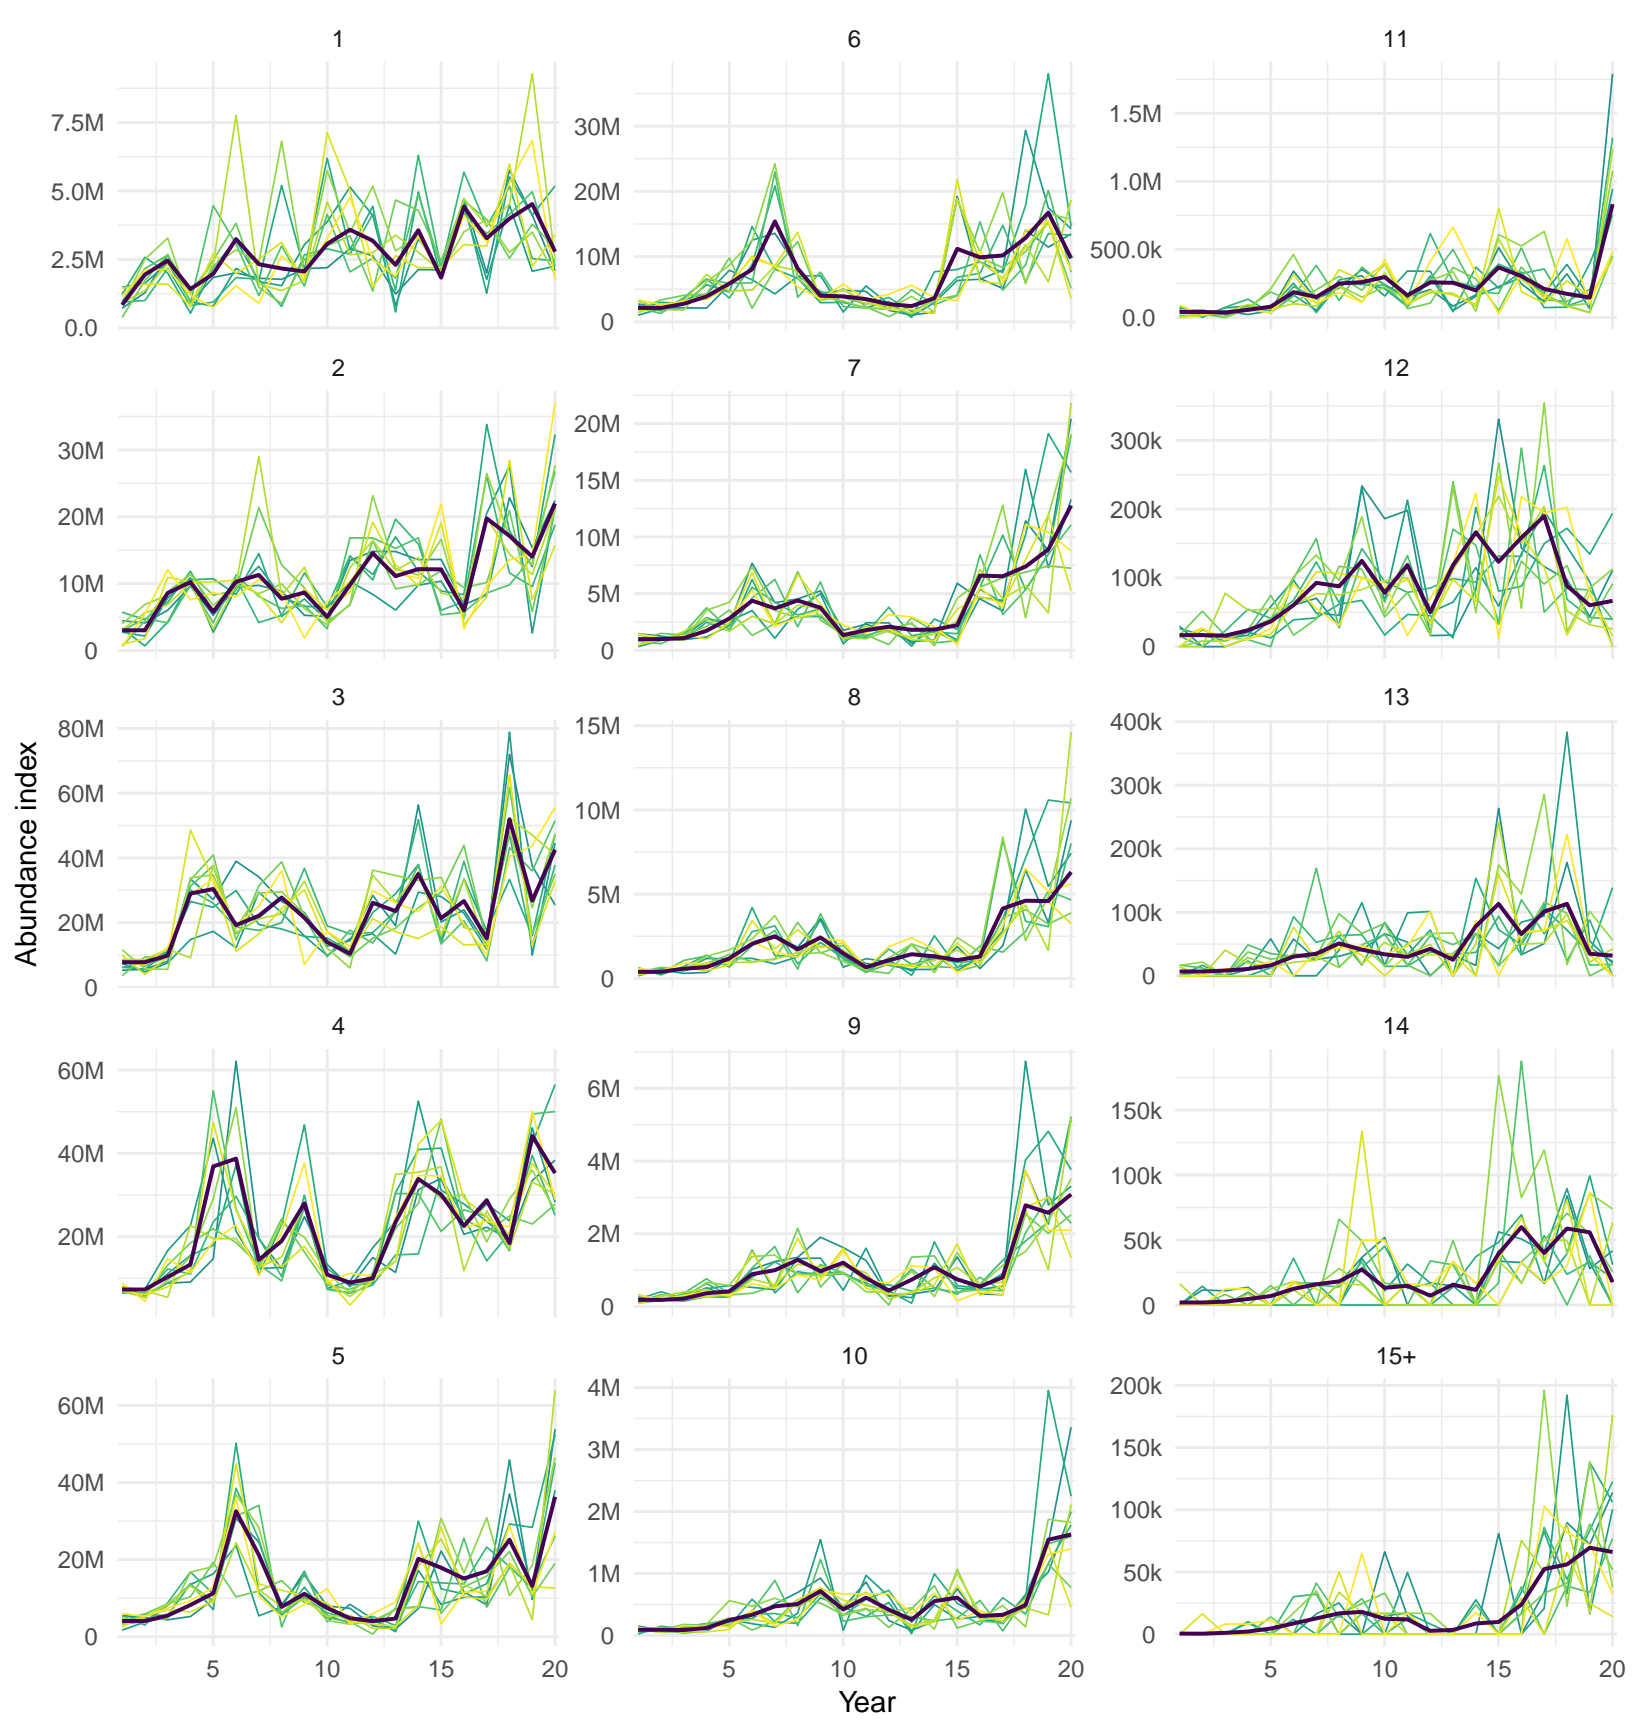 1
6
11
7.5M
5.0M
2.5M
0.0
30M
20M
10M
0
1.5M
1.0M
500.0k
0.0
2
7
12
30M
20M
10M
0
20M
15M
10M
5M
0
300k
200k
100k
0
3
8
13
80M
60M
40M
20M
0
15M
10M
5M
0
400k
300k
200k
100k
0
Abundance index
4
9
14
60M
40M
20M
6M
4M
2M
0
150k
100k
50k
0
5
10
15+
60M
40M
20M
0
4M
3M
2M
1M
0
200k
150k
100k
50k
0
5 10 15 20
5 10 15 20
5 10 15 20
Year